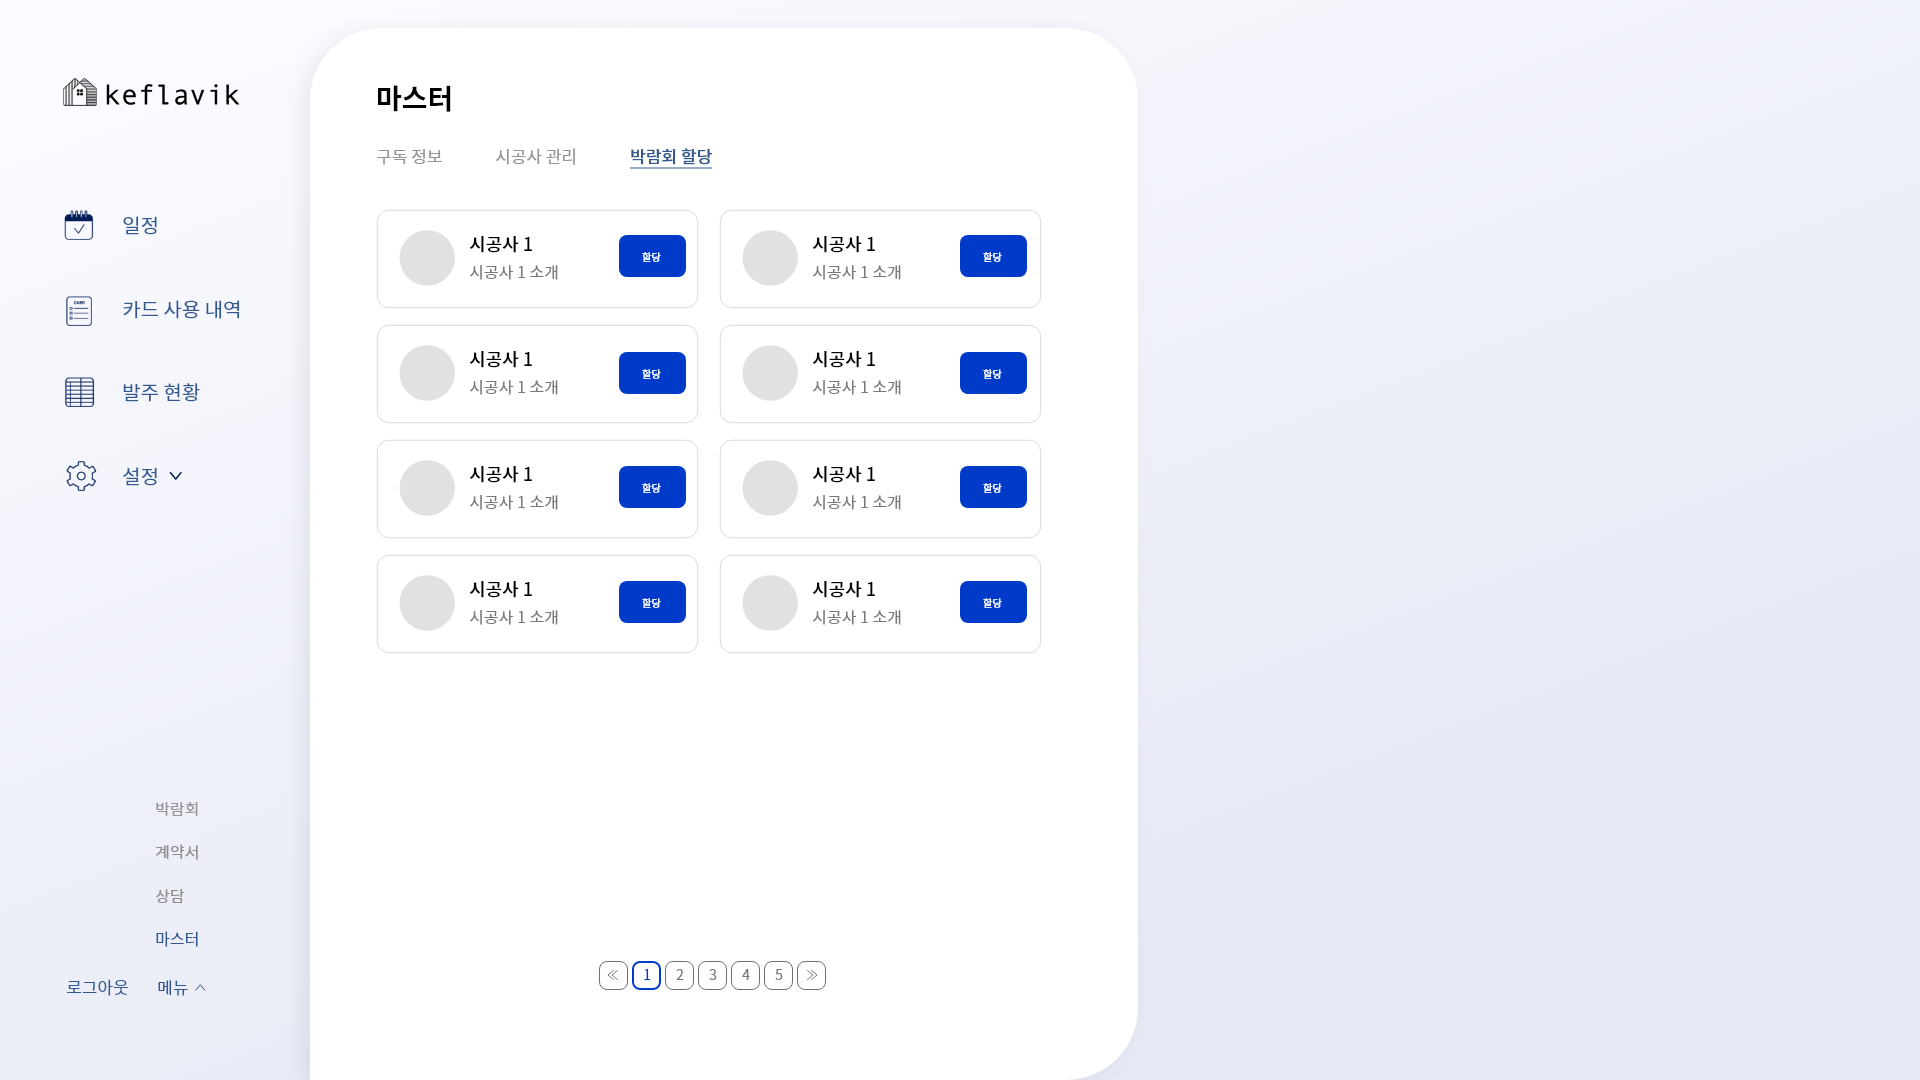 keflavik
일정
카드 사용 내역
발주 현황
설정
박람회
계약서
상담
마스터
로그아웃 메뉴
마스터
구독 정보 시공사 관리 박람회 할당
시공사 1
시공사 1 소개
할당
시공사 1
시공사 1 소개
할당
시공사 1
시공사 1 소개
할당
시공사 1
시공사 1 소개
할당
시공사 1
시공사 1 소개
할당
시공사 1
시공사 1 소개
할당
시공사 1
시공사 1 소개
할당
시공사 1
시공사 1 소개
할당
1 2 3 4 5